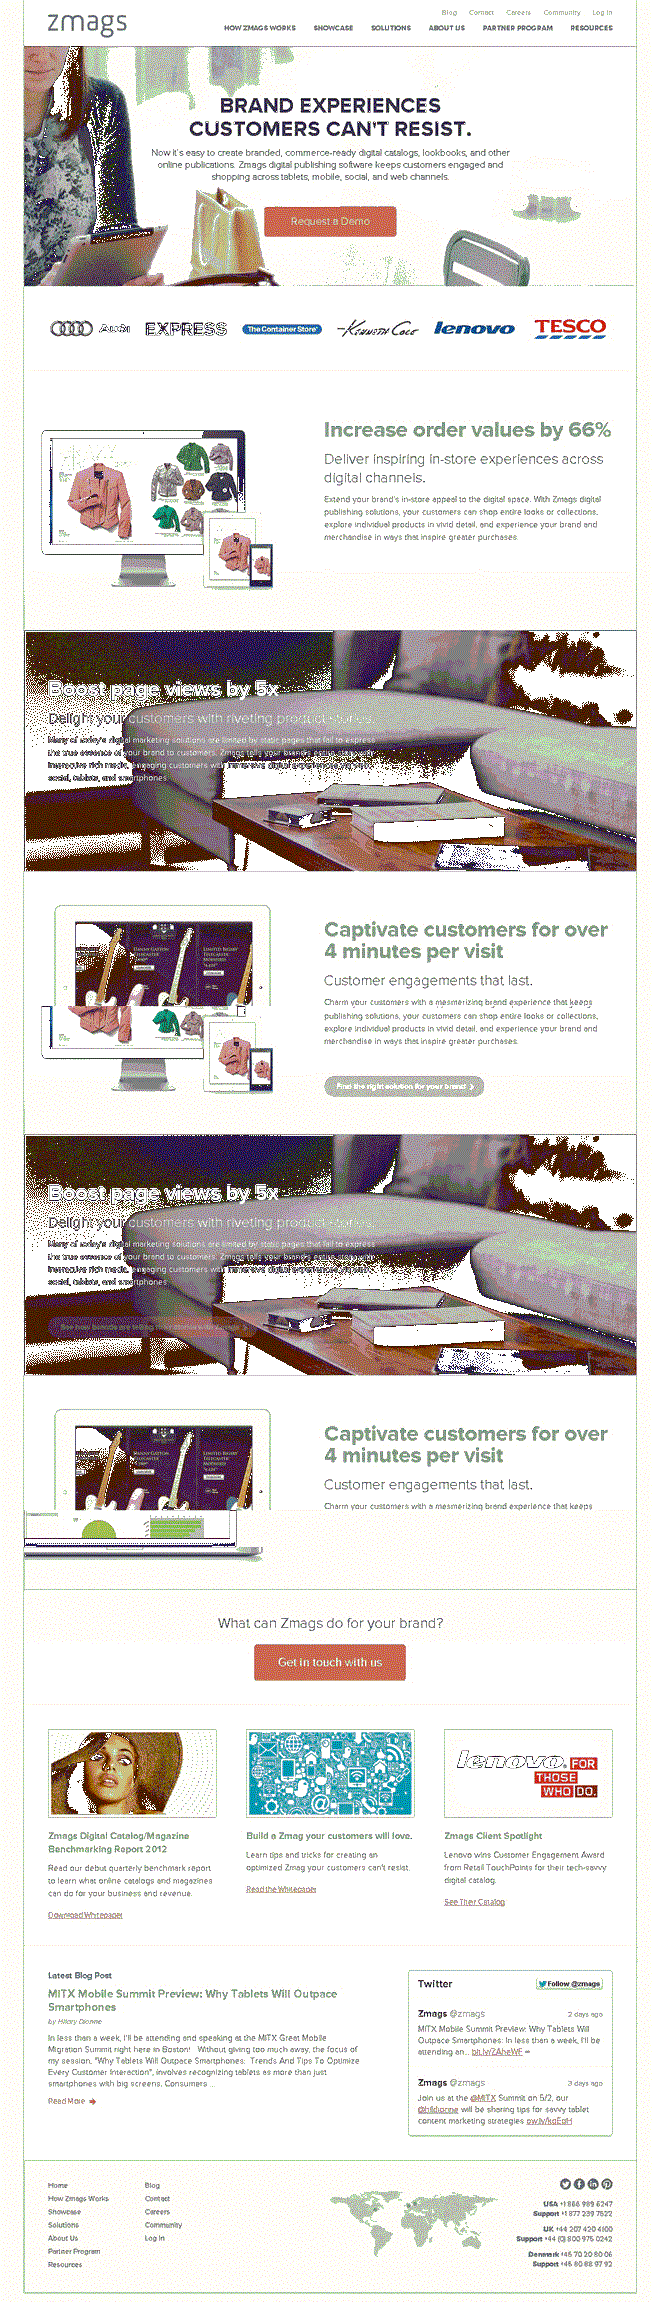 zmags
Blog Contact Careers Community Log In
HOW ZMAGS WORKS SHOWCASE SOLUTIONS ABOUT US PARTNER PROGRAM RESOURCES
BRAND EXPERIENCES
CUSTOMERS CAN'T RESIST.
Now it's easy to create branded, commerce-ready digital catalogs, lookbooks, and other
online publications. Zmags digital publishing software keeps customers engaged and
shopping across tablets, mobile, social, and web channels.
Request a Demo
Audi EXPRESS The Container Store Kenneth Cole lenovo TESCO
Increase order values by 66%
Deliver inspiring in-store experiences across
digital channels.
Extend your brand's in-store appeal to the digital space. With Zmags digital
publishing solutions, your customers can shop entire looks or collections,
explore individual products in vivid detail, and experience your brand and
merchandise in ways that inspire greater purchases.
Boost page views by 5x
Delight your customers with riveting product stories.
Many of today's digital marketing solutions are limited by static pages that fail to express
the true essence of your brand to customers. Zmags tells your brand's entire story with
interactive rich media, engaging customers with immersive digital experiences
social, tablets, and smartphones.
Captivate customers for over
4 minutes per visit
Customer engagements that last.
Charm your customers with a mesmerizing brand experience that keeps
publishing solutions, your customers can shop entire looks or collections,
explore individual products in vivid detail, and experience your brand and
merchandise in ways that inspire greater purchases.
Find the right solution for your brand
Boost page views by 5x
Delight your customers with riveting product stories.
Many of today's digital marketing solutions are limited by static pages that fail to express
the true essence of your brand to customers. Zmags tells your brand's entire story with
interactive rich media, engaging customers with immersive digital experiences
social, tablets, and smartphones.
Captivate customers for over
4 minutes per visit
Customer engagements that last.
Charm your customers with a mesmerizing brand experience that keeps
What can Zmags do for your brand?
Get in touch with us
lenovo FOR
THOSE
WHO DO.
Zmags Digital Catalog/Magazine
Benchmarking Report 2012
Read our debut quarterly benchmark report
to learn what online catalogs and magazines
can do for your business and revenue.
Download Whitepaper
Build a Zmag your customers will love.
Learn tips and tricks for creating an
optimized Zmag your customers can't resist.
Read the Whitepaper
Zmags Client Spotlight
Lenovo wins Customer Engagement Award
from Retail TouchPoints for their tech-savvy
digital catalog.
See Their Catalog
Latest Blog Post
MITX Mobile Summit Preview: Why Tablets Will Outpace
Smartphones
by Hilary Dionne
In less than a week, I'll be attending and speaking at the MITX Great Mobile
Migration Summit right here in Boston! Without giving too much away, the focus of
my session, "Why Tablets Will Outpace Smartphones: Trends And Tips To Optimize
Every Customer Interaction", involves recognizing tablets as more than just
smartphones with big screens. Consumers ...
Read More
Twitter
Follow @zmags
Zmags @zmags 2 days ago
MITX Mobile Summit Preview: Why Tablets Will
Outpace Smartphones: In less than a week, I'll be
attending an... bit.ly/ZAheWF
Zmags @zmags 3 days ago
Join us at the @MITX Summit on 5/2, our
@hildionne will be sharing tips for savvy tablet
content marketing strategies ow.ly/kqEqH
Home
How Zmags Works
Showcase
Solutions
About Us
Partner Program
Resources
Blog
Contact
Careers
Community
Log In
USA +1 866 989 6247
Support +1 877 239 7622
UK +44 207 420 4100
Support +44 (0) 800 975 0242
Denmark +45 70 20 80 06
Support +45 80 88 97 92